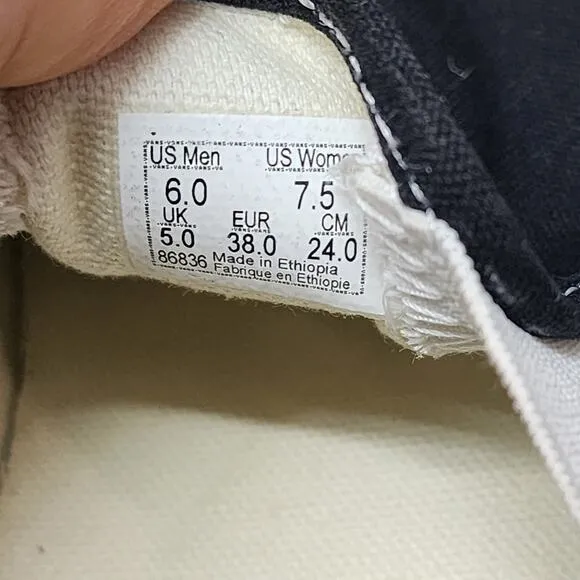 US Men US Wome
6.0 7.5
UK EUR CM
5.0 38.0 24.0
86836 Made in Ethiopia
Fabrique en Ethiopie